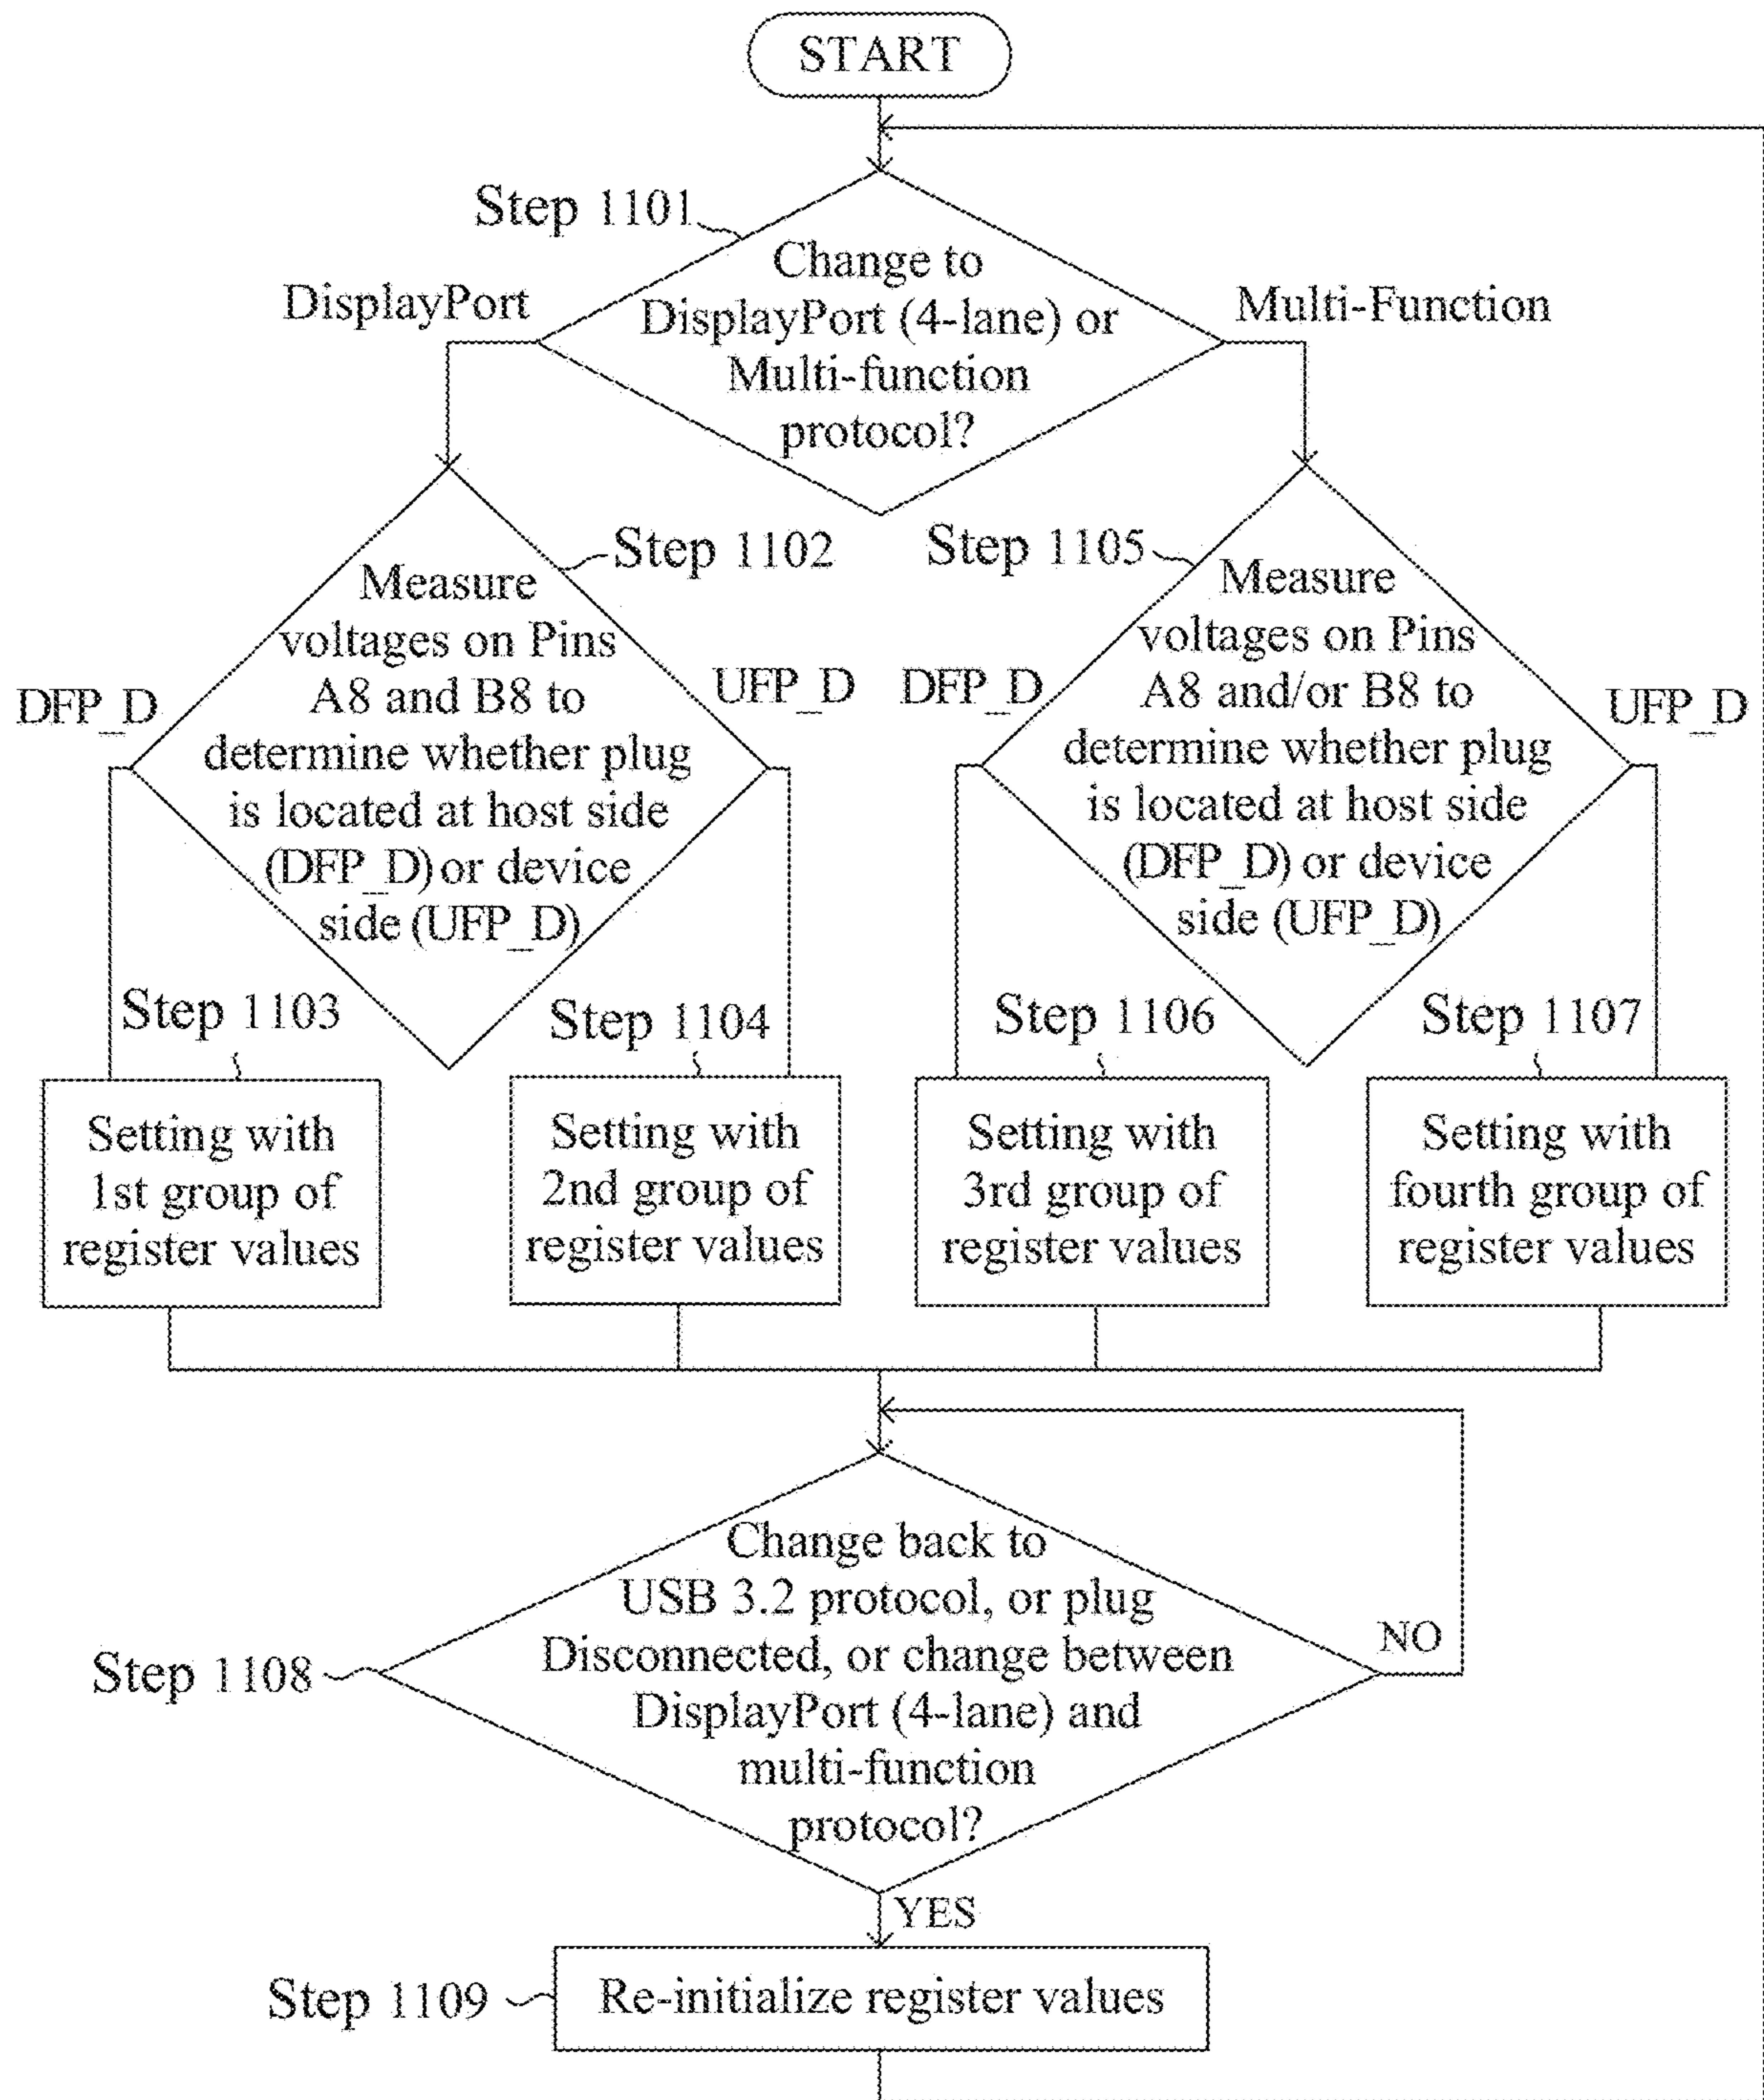 START
Step 1101
Change to
DisplayPort (4-lane) or
Multi-function
protocol?
DisplayPort
Multi-Function
Step 1102
Measure
voltages on Pins
A8 and B8 to
determine whether plug
is located at host side
(DFP_D) or device
side (UFP_D)
DFP_D
UFP_D
Step 1105
Measure
voltages on Pins
A8 and/or B8 to
determine whether plug
is located at host side
(DFP_D) or device
side (UFP_D)
DFP_D
UFP_D
Step 1103
Setting with
1st group of
register values
Step 1104
Setting with
2nd group of
register values
Step 1106
Setting with
3rd group of
register values
Step 1107
Setting with
fourth group of
register values
Step 1108
Change back to
USB 3.2 protocol, or plug
Disconnected, or change between
DisplayPort (4-lane) and
multi-function
protocol?
NO
YES
Step 1109
Re-initialize register values